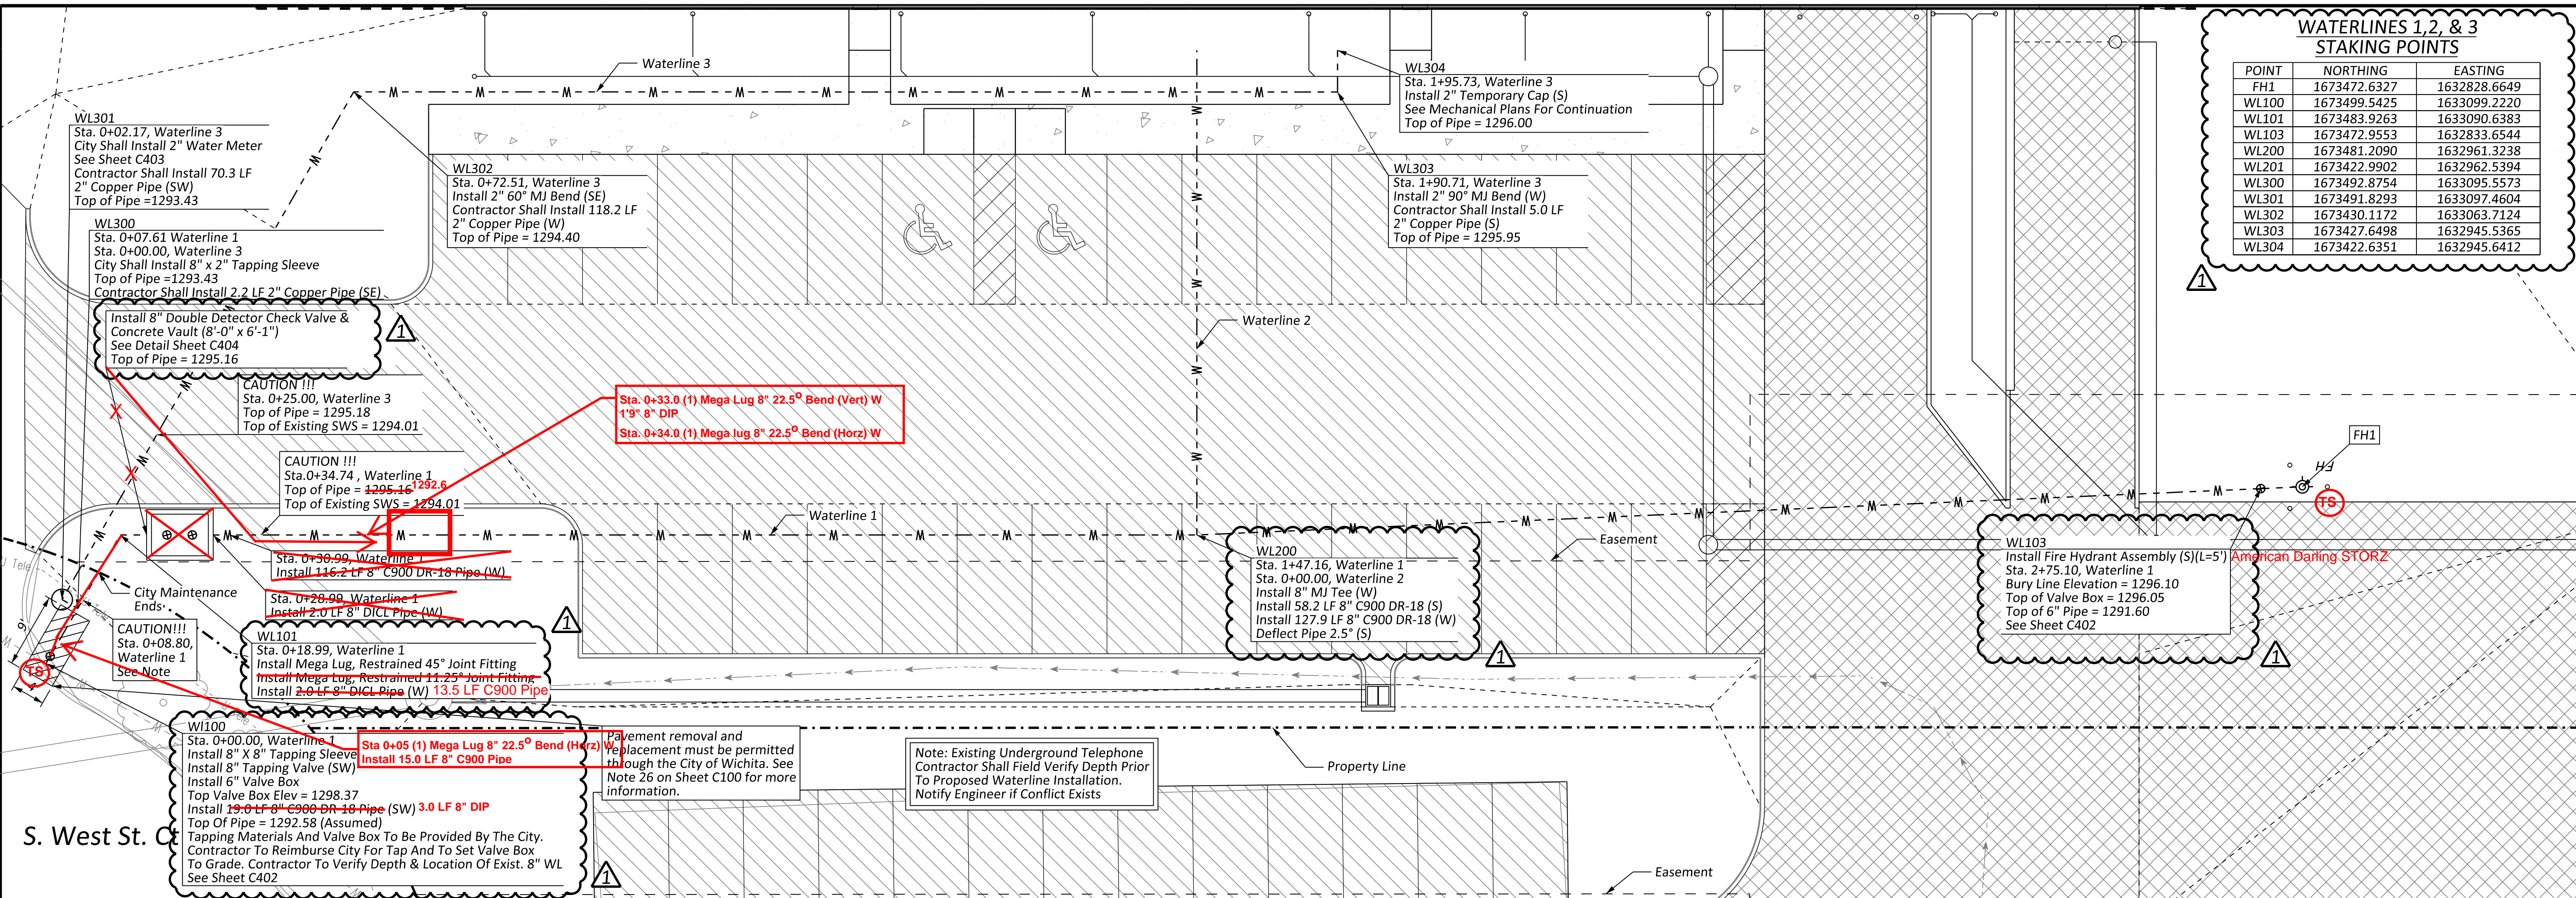 WATERLINES 1,2, & 3
STAKING POINTS
POINT NORTHING EASTING
FH1 1673472.6327 1632828.6649
WL100 1673499.5425 1633099.2220
WL101 1673483.9263 1633090.6383
WL103 1673472.9553 1632833.6544
WL200 1673481.2090 1632961.3238
WL201 1673422.9902 1632962.5394
WL300 1673492.8754 1633095.5573
WL301 1673491.8293 1633097.4604
WL302 1673430.1172 1633063.7124
WL303 1673427.6498 1632945.5365
WL304 1673422.6351 1632945.6412
1
Waterline 3
WL304
Sta. 1+95.73, Waterline 3
Install 2" Temporary Cap (S)
See Mechanical Plans For Continuation
Top of Pipe = 1296.00
WL301
Sta. 0+02.17, Waterline 3
City Shall Install 2" Water Meter
See Sheet C403
Contractor Shall Install 70.3 LF
2" Copper Pipe (SW)
Top of Pipe =1293.43
WL302
Sta. 0+72.51, Waterline 3
Install 2" 60° MJ Bend (SE)
Contractor Shall Install 118.2 LF
2" Copper Pipe (W)
Top of Pipe = 1294.40
WL303
Sta. 1+90.71, Waterline 3
Install 2" 90° MJ Bend (W)
Contractor Shall Install 5.0 LF
2" Copper Pipe (S)
Top of Pipe = 1295.95
WL300
Sta. 0+07.61 Waterline 1
Sta. 0+00.00, Waterline 3
City Shall Install 8" x 2" Tapping Sleeve
Top of Pipe =1293.43
Contractor Shall Install 2.2 LF 2" Copper Pipe (SE)
Install 8" Double Detector Check Valve &
Concrete Vault (8'-0" x 6'-1")
See Detail Sheet C404
Top of Pipe = 1295.16
1
Waterline 2
CAUTION !!!
Sta. 0+25.00, Waterline 3
Top of Pipe = 1295.18
Top of Existing SWS = 1294.01
Sta. 0+33.0 (1) Mega Lug 8" 22.5° Bend (Vert) W
1'9" 8" DIP
Sta. 0+34.0 (1) Mega lug 8" 22.5° Bend (Horz) W
CAUTION !!!
Sta.0+34.74 , Waterline 1
Top of Pipe = 1295.16 1292.6
Top of Existing SWS = 1294.01
FH1
FH
TS
Waterline 1
Sta. 0+30.99, Waterline 1
Install 116.2 LF 8" C900 DR-18 Pipe (W)
Sta. 0+28.99, Waterline 1
Install 2.0 LF 8" DICL Pipe (W)
Easement
WL200
Sta. 1+47.16, Waterline 1
Sta. 0+00.00, Waterline 2
Install 8" MJ Tee (W)
Install 58.2 LF 8" C900 DR-18 (S)
Install 127.9 LF 8" C900 DR-18 (W)
Deflect Pipe 2.5° (S)
1
WL103
Install Fire Hydrant Assembly (S)(L=5') American Darling STORZ
Sta. 2+75.10, Waterline 1
Bury Line Elevation = 1296.10
Top of Valve Box = 1296.05
Top of 6" Pipe = 1291.60
See Sheet C402
1
City Maintenance
Ends
CAUTION!!!
Sta. 0+08.80,
Waterline 1
See Note
TS
1
WL101
Sta. 0+18.99, Waterline 1
Install Mega Lug, Restrained 45° Joint Fitting
Install Mega Lug, Restrained 11.25° Joint Fitting
Install 2.0 LF 8" DICL Pipe (W) 13.5 LF C900 Pipe
Wl100
Sta. 0+00.00, Waterline 1
Install 8" X 8" Tapping Sleeve
Install 8" Tapping Valve (SW)
Install 6" Valve Box
Top Valve Box Elev = 1298.37
Install 19.0 LF 8" C900 DR-18 Pipe (SW) 3.0 LF 8" DIP
Top Of Pipe = 1292.58 (Assumed)
Tapping Materials And Valve Box To Be Provided By The City.
Contractor To Reimburse City For Tap And To Set Valve Box
To Grade. Contractor To Verify Depth & Location Of Exist. 8" WL
See Sheet C402
1
Sta 0+05 (1) Mega Lug 8" 22.5° Bend (Horz) W
Install 15.0 LF 8" C900 Pipe
Pavement removal and
replacement must be permitted
through the City of Wichita. See
Note 26 on Sheet C100 for more
information.
Note: Existing Underground Telephone
Contractor Shall Field Verify Depth Prior
To Proposed Waterline Installation.
Notify Engineer if Conflict Exists
Property Line
Easement
S. West St. Ct